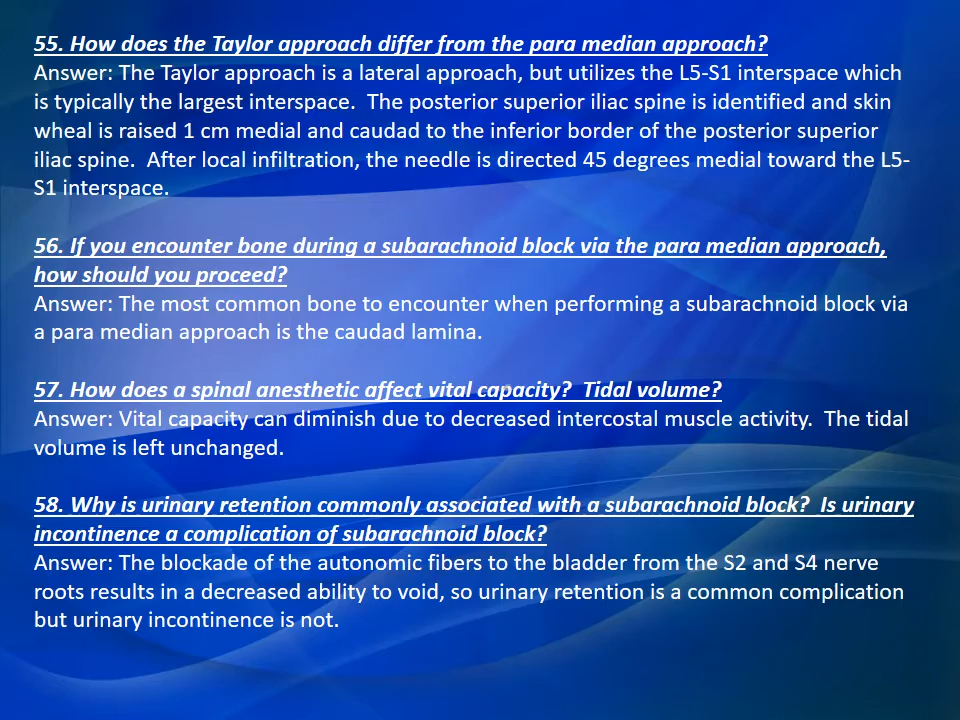 55. How does the Taylor approach differ from the para median approach?
Answer: The Taylor approach is a lateral approach, but utilizes the L5-S1 interspace which
is typically the largest interspace.  The posterior superior iliac spine is identified and skin
wheal is raised 1 cm medial and caudad to the inferior border of the posterior superior
iliac spine.  After local infiltration, the needle is directed 45 degrees medial toward the L5-
S1 interspace.
56. If you encounter bone during a subarachnoid block via the para median approach,
how should you proceed?
Answer: The most common bone to encounter when performing a subarachnoid block via
a para median approach is the caudad lamina.
57. How does a spinal anesthetic affect vital capacity?  Tidal volume?
Answer: Vital capacity can diminish due to decreased intercostal muscle activity.  The tidal
volume is left unchanged.
58. Why is urinary retention commonly associated with a subarachnoid block?  Is urinary
incontinence a complication of subarachnoid block?
Answer: The blockade of the autonomic fibers to the bladder from the S2 and S4 nerve
roots results in a decreased ability to void, so urinary retention is a common complication
but urinary incontinence is not.